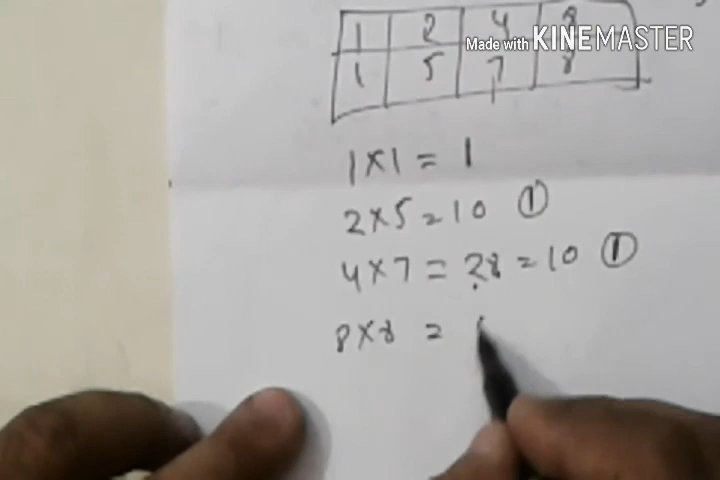 1 2 4 8
Made with KINEMASTER
1 5 7 8
1×1 = 1
2×5=10 ①
4×7=28=10 ①
8×8 =